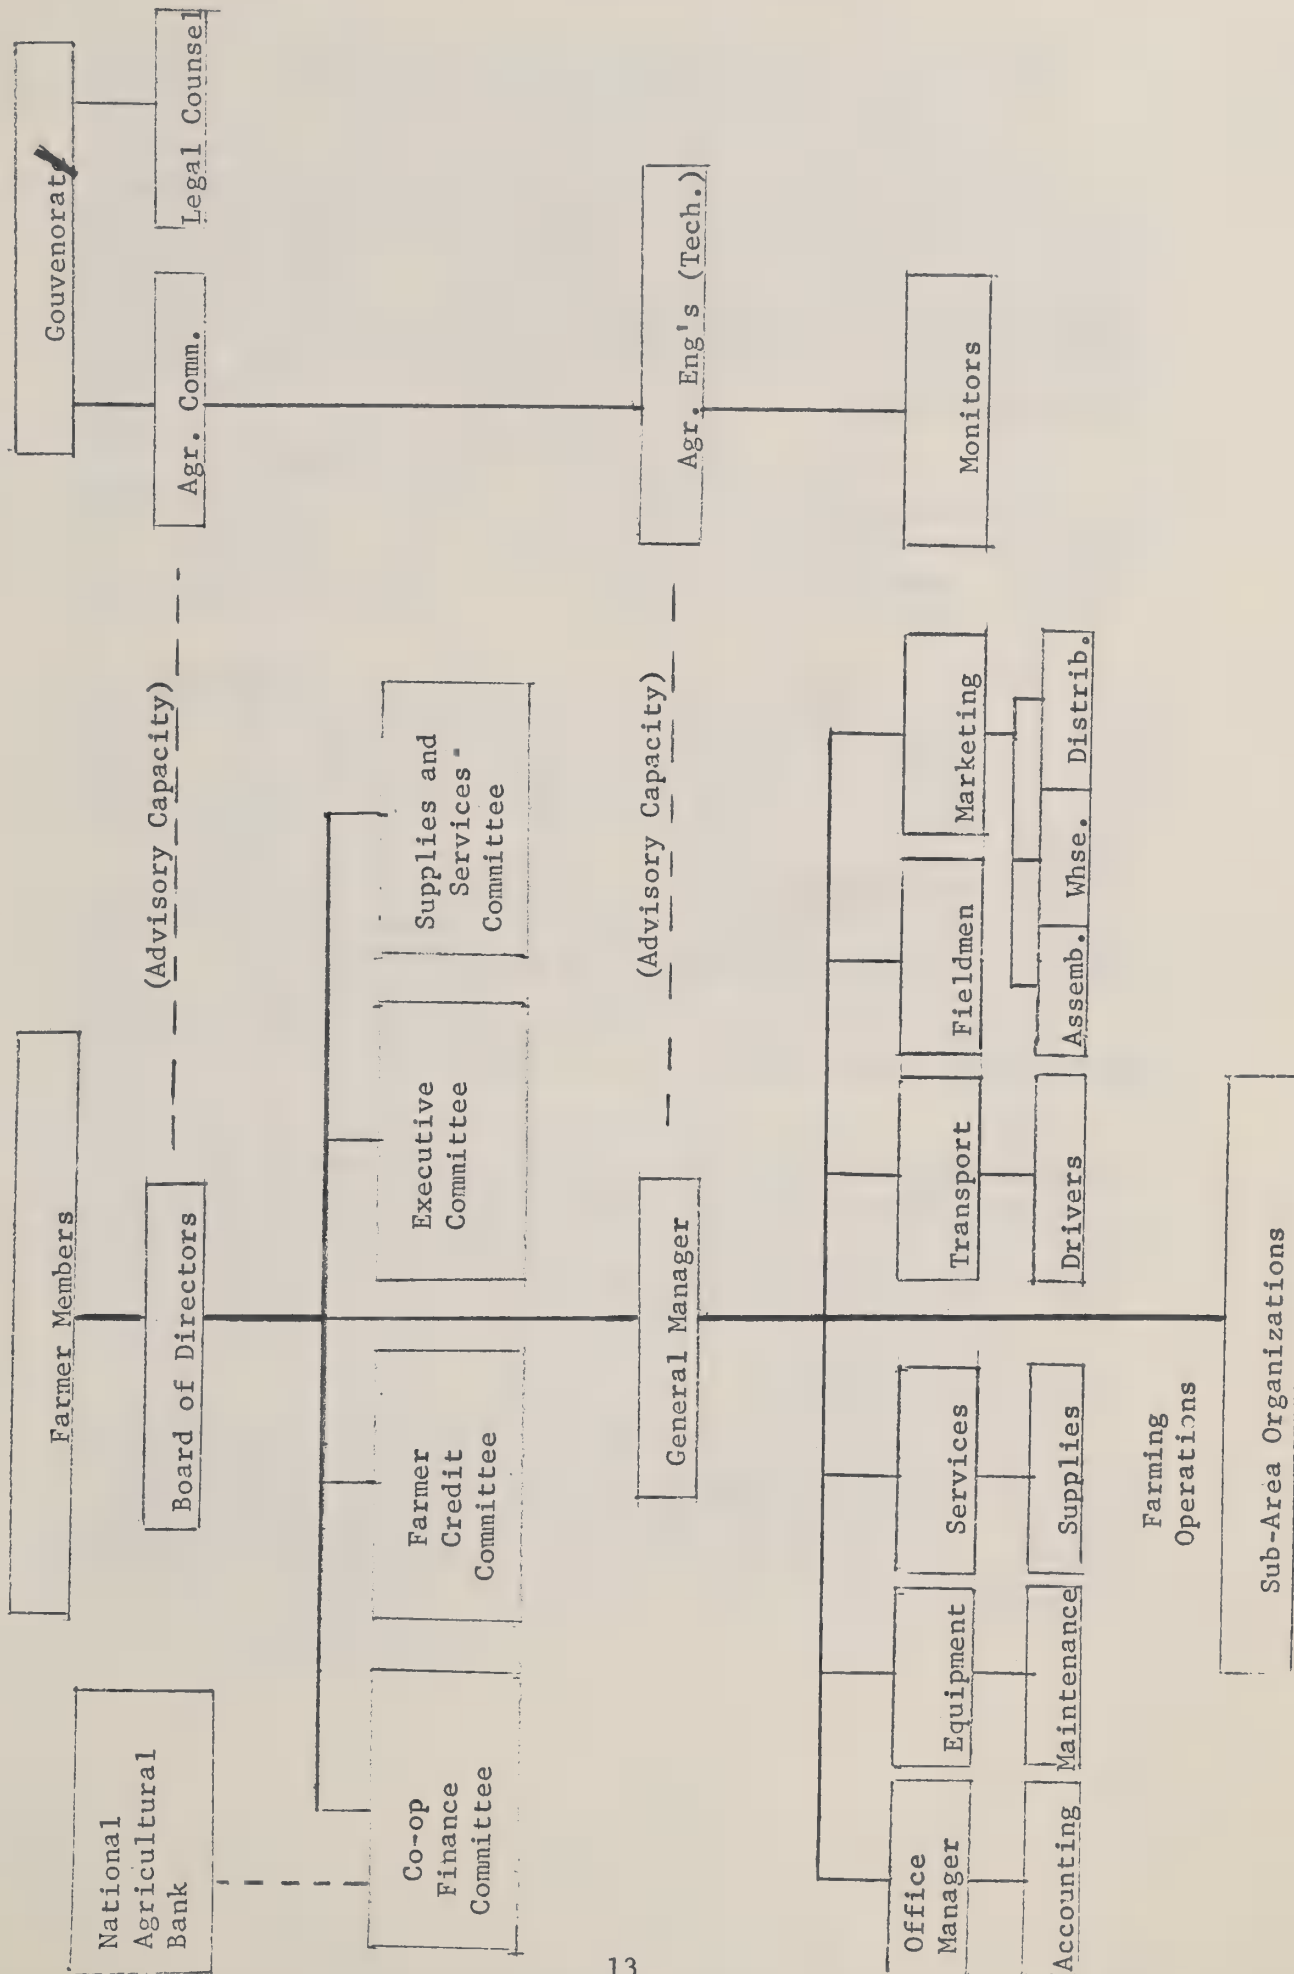 National
Agricultural
Bank
Farmer Members
Gouvenorate
Board of Directors
(Advisory Capacity)
Agr. Comm.
Legal Counsel
Co-op
Finance
Committee
Farmer
Credit
Committee
Executive
Committee
Supplies and
Services
Committee
General Manager
(Advisory Capacity)
Agr. Eng's (Tech.)
Office
Manager
Equipment
Services
Transport
Fieldmen
Marketing
Monitors
Accounting
Maintenance
Supplies
Drivers
Assemb.
Whse.
Distrib.
Farming
Operations
Sub-Area Organizations
13